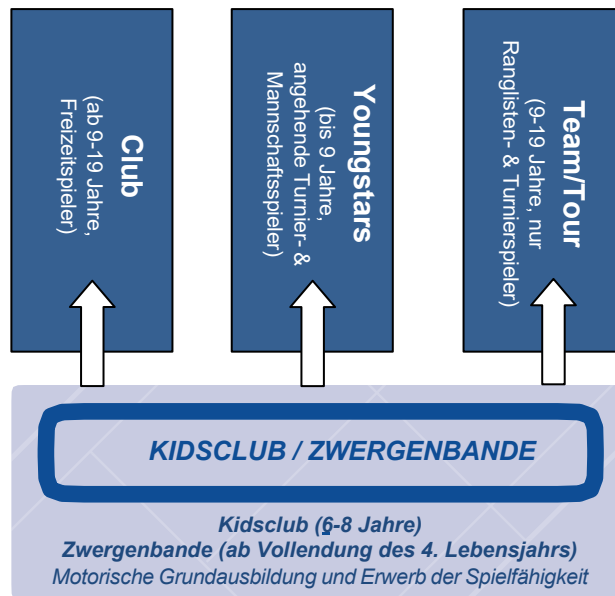 Club
(ab 9-19 Jahre,
Freizeitspieler)
Youngstars
(bis 9 Jahre,
angehende Turnier- &
Mannschaftsspieler)
Team/Tour
(9-19 Jahre, nur
Ranglisten- & Turnierspieler)
KIDSCLUB / ZWERGENBANDE
Kidsclub (6-8 Jahre)
Zwergenbande (ab Vollendung des 4. Lebensjahrs)
Motorische Grundausbildung und Erwerb der Spielfähigkeit